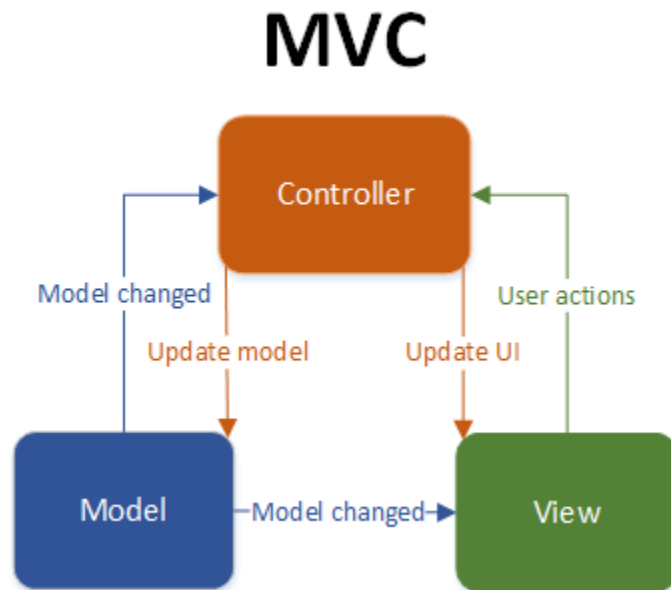 MVC
Controller
Model changed
User actions
Update model
Update UI
Model
Model changed
View